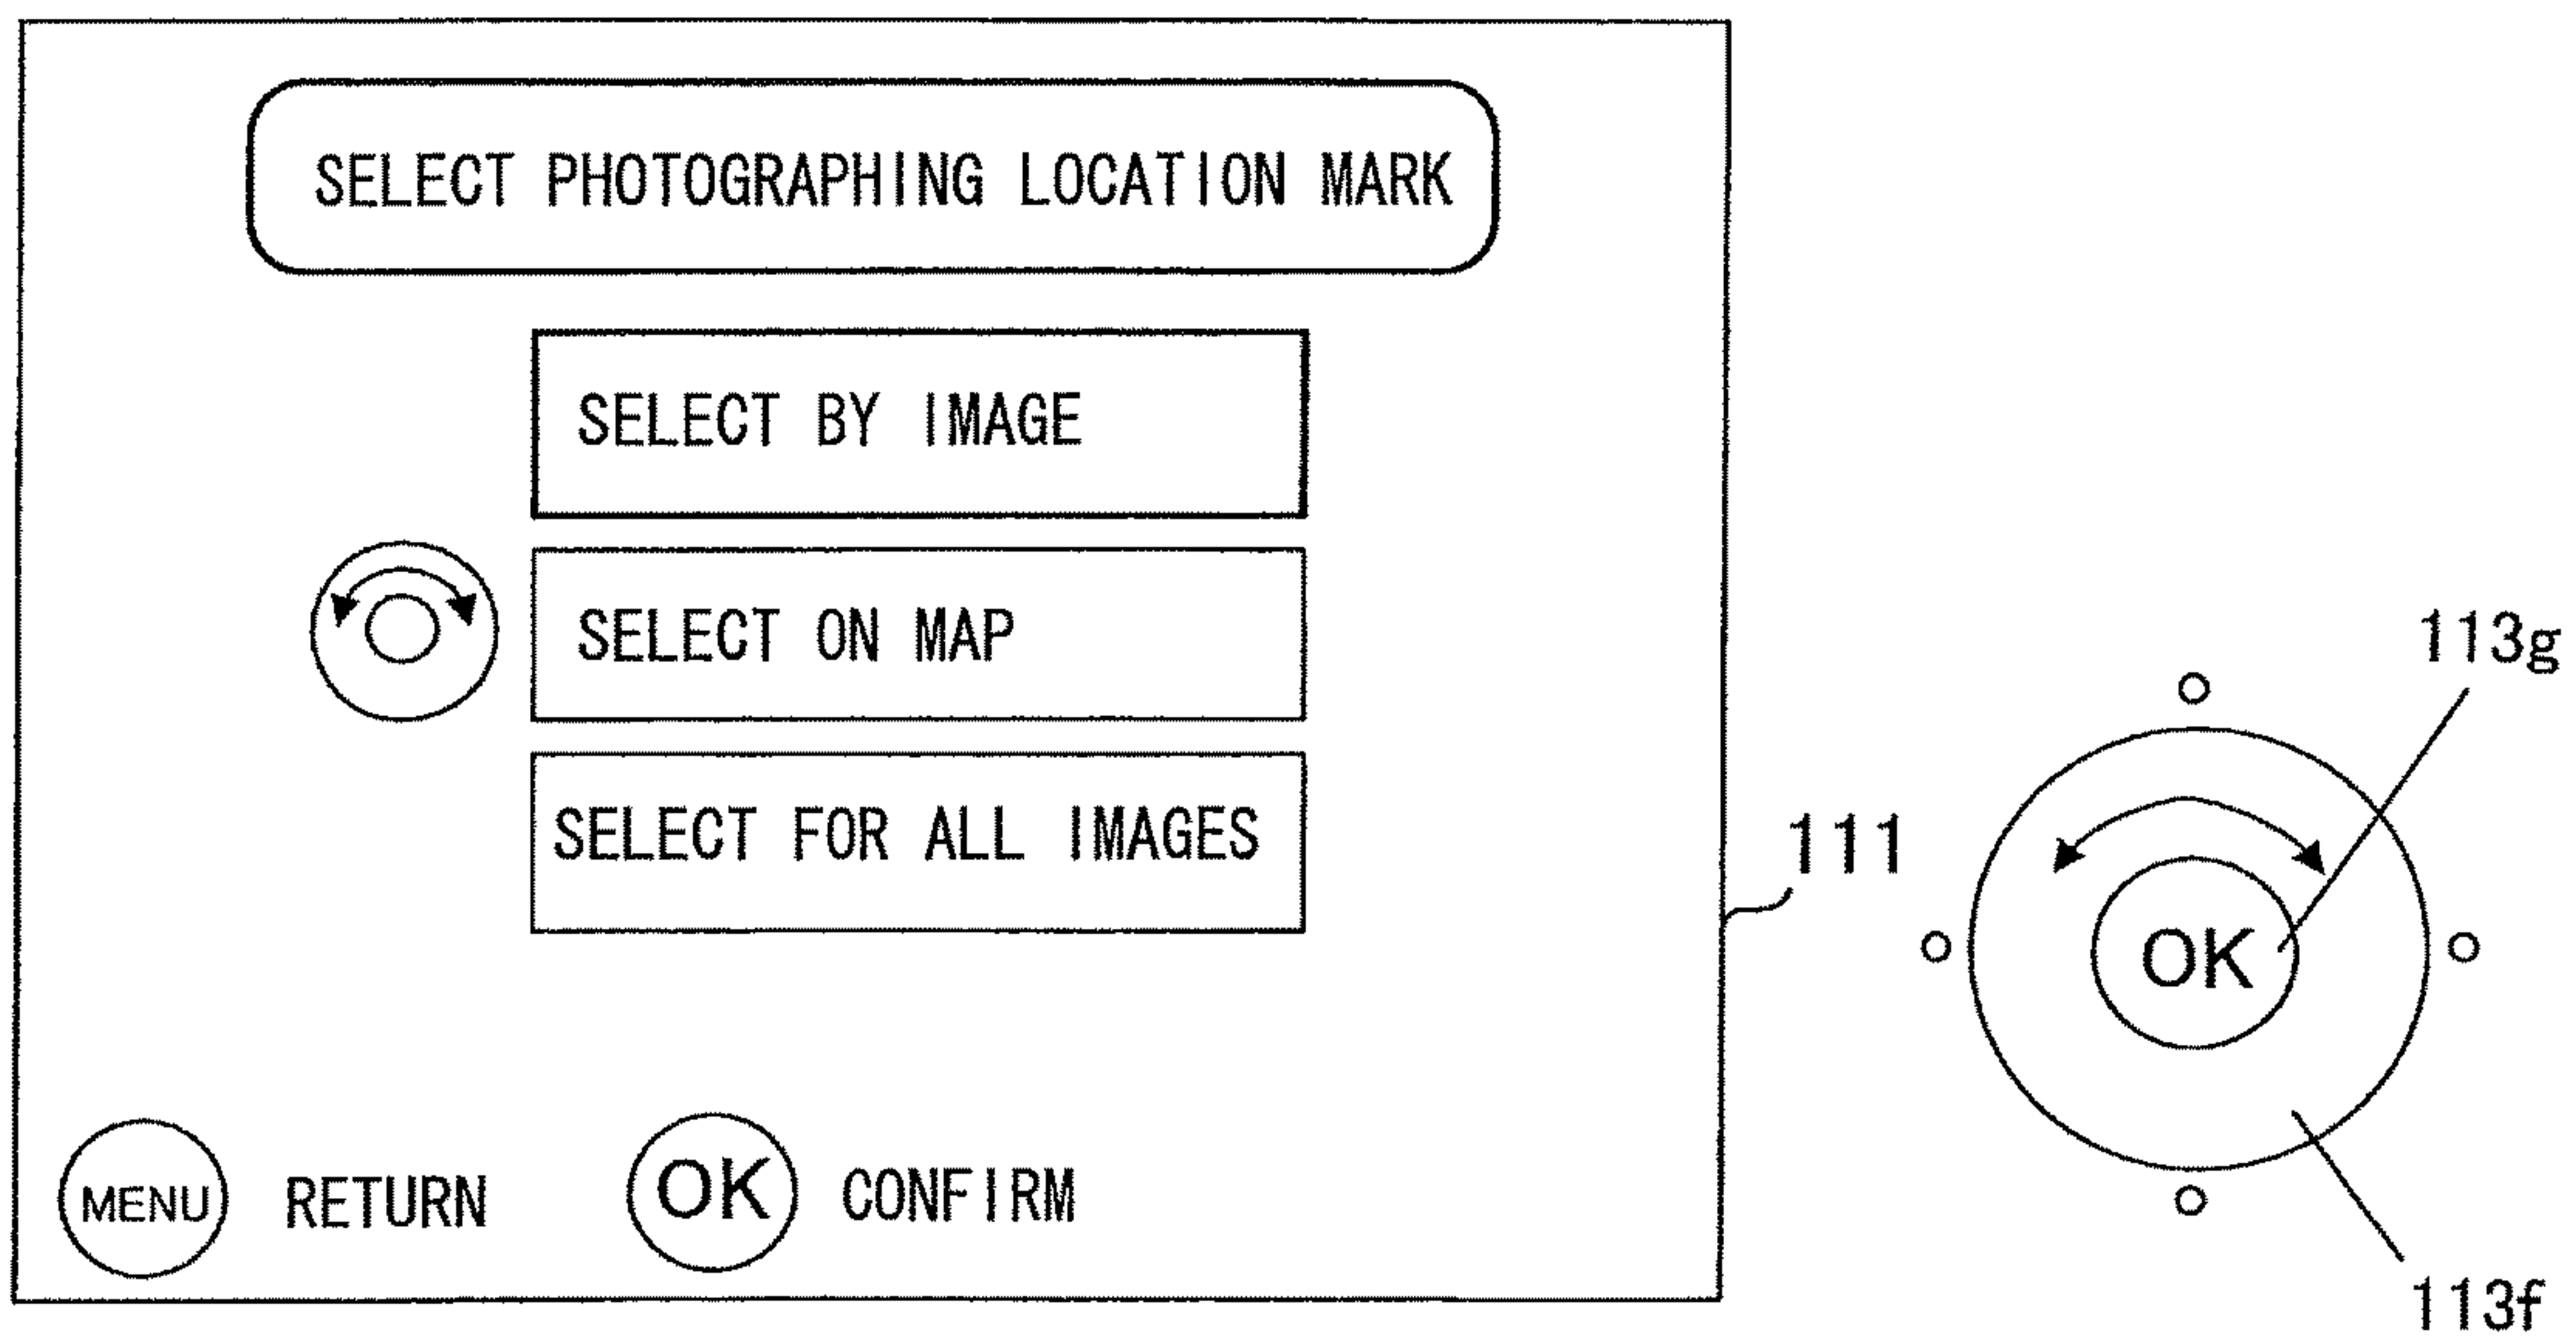 SELECT PHOTOGRAPHING LOCATION MARK
SELECT BY IMAGE
SELECT ON MAP
SELECT FOR ALL IMAGES
MENU RETURN OK CONFIRM
111
113g
OK
113f